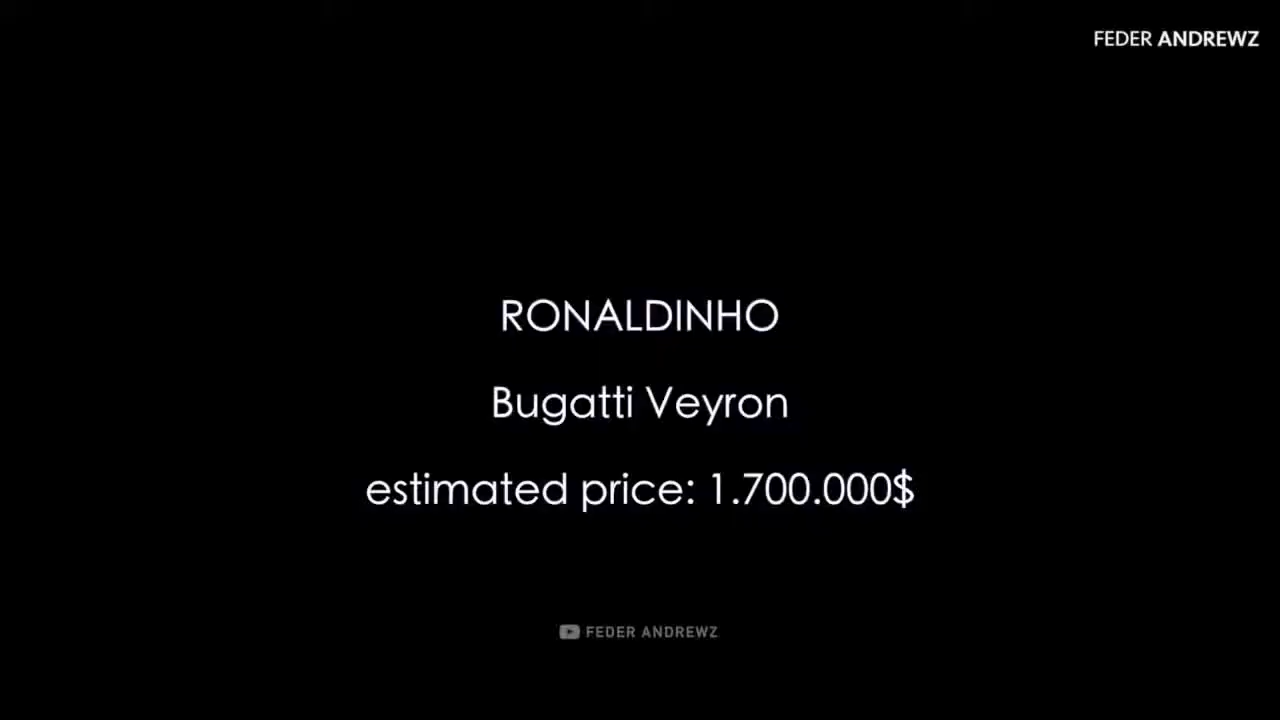 FEDER ANDREWZ
RONALDINHO
Bugatti Veyron
estimated price: 1.700.000$
FEDER ANDREWZ